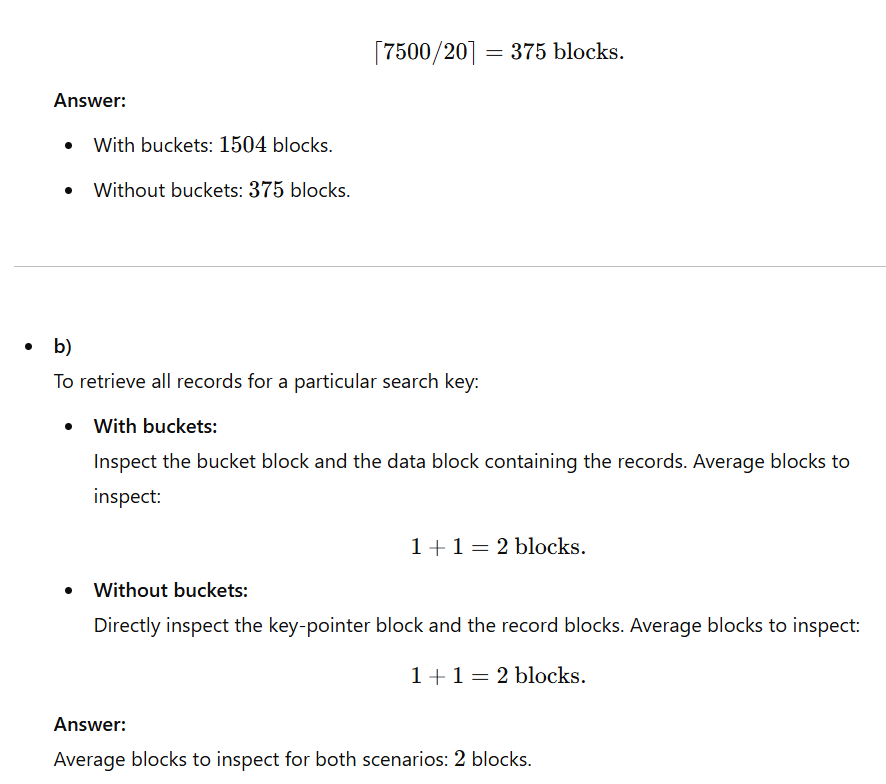 ⌈7500/20⌉ = 375 blocks.
Answer:
• With buckets: 1504 blocks.
• Without buckets: 375 blocks.
• b)
To retrieve all records for a particular search key:
• With buckets:
Inspect the bucket block and the data block containing the records. Average blocks to
inspect:
1 + 1 = 2 blocks.
• Without buckets:
Directly inspect the key-pointer block and the record blocks. Average blocks to inspect:
1 + 1 = 2 blocks.
Answer:
Average blocks to inspect for both scenarios: 2 blocks.